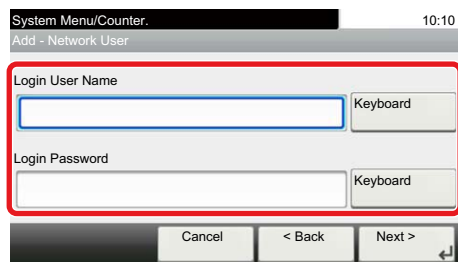 System Menu/Counter. 10:10
Add - Network User
Login User Name
Keyboard
Login Password
Keyboard
Cancel < Back Next >